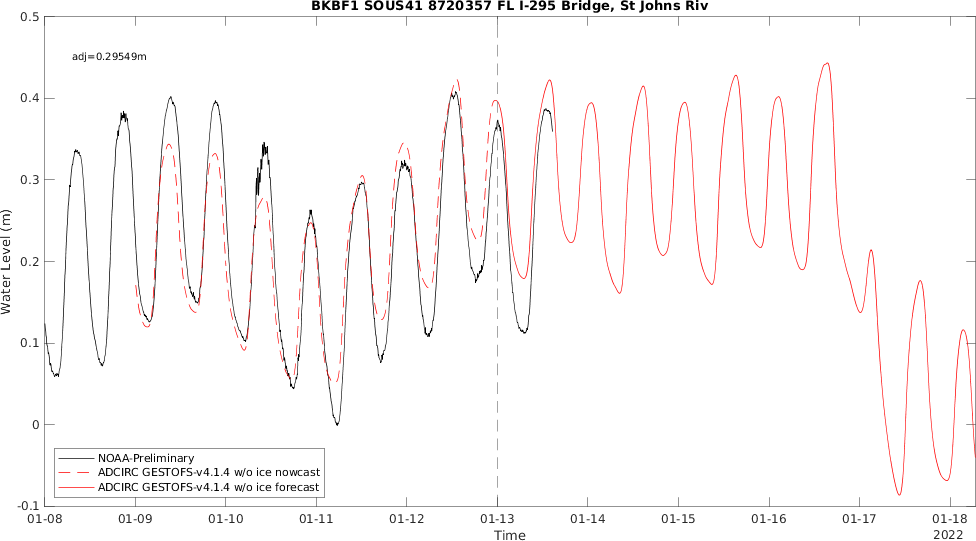 BKBF1 SOUS41 8720357 FL I-295 Bridge, St Johns Riv
0.5
adj=0.29549m
0.4
0.3
0.2
0.1
0
-0.1
Water Level (m)
NOAA-Preliminary
ADCIRC GESTOFS-v4.1.4 w/o ice nowcast
ADCIRC GESTOFS-v4.1.4 w/o ice forecast
01-08 01-09 01-10 01-11 01-12 01-13 01-14 01-15 01-16 01-17 01-18
Time
2022